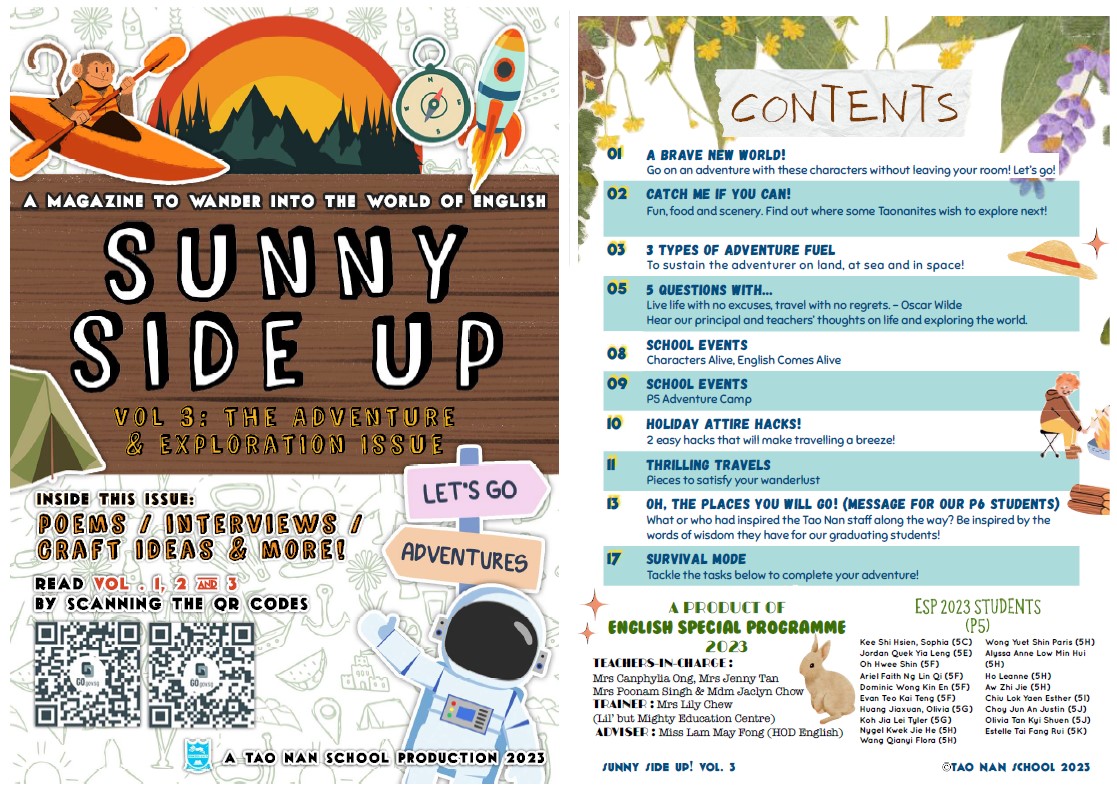 A MAGAZINE TO WANDER INTO THE WORLD OF ENGLISH
SUNNY
SIDE UP
VOL 3: THE ADVENTURE
& EXPLORATION ISSUE
INSIDE THIS ISSUE:
POEMS / INTERVIEWS /
CRAFT IDEAS & MORE!
READ VOL . 1, 2 AND 3
BY SCANNING THE QR CODES
LET'S GO
ADVENTURES
GO.gov.sg
GO.gov.sg
A TAO NAN SCHOOL PRODUCTION 2023
CONTENTS
01 A BRAVE NEW WORLD!
Go on an adventure with these characters without leaving your room! Let's go!
02 CATCH ME IF YOU CAN!
Fun, food and scenery. Find out where some Taonanites wish to explore next!
03 3 TYPES OF ADVENTURE FUEL
To sustain the adventurer on land, at sea and in space!
05 5 QUESTIONS WITH...
Live life with no excuses, travel with no regrets. – Oscar Wilde
Hear our principal and teachers' thoughts on life and exploring the world.
08 SCHOOL EVENTS
Characters Alive, English Comes Alive
09 SCHOOL EVENTS
P5 Adventure Camp
10 HOLIDAY ATTIRE HACKS!
2 easy hacks that will make travelling a breeze!
11 THRILLING TRAVELS
Pieces to satisfy your wanderlust
13 OH, THE PLACES YOU WILL GO! (MESSAGE FOR OUR P6 STUDENTS)
What or who had inspired the Tao Nan staff along the way? Be inspired by the
words of wisdom they have for our graduating students!
17 SURVIVAL MODE
Tackle the tasks below to complete your adventure!
A PRODUCT OF
ENGLISH SPECIAL PROGRAMME
2023
TEACHERS-IN-CHARGE :
Mrs Canphylia Ong, Mrs Jenny Tan
Mrs Poonam Singh & Mdm Jaclyn Chow
TRAINER : Mrs Lily Chew
(Lil' but Mighty Education Centre)
ADVISER : Miss Lam May Fong (HOD English)
ESP 2023 STUDENTS
(P5)
Kee Shi Hsien, Sophia (5C)
Jordan Quek Yia Leng (5E)
Oh Hwee Shin (5F)
Ariel Faith Ng Lin Qi (5F)
Dominic Wong Kin En (5F)
Evan Teo Kai Teng (5F)
Huang Jiaxuan, Olivia (5G)
Koh Jia Lei Tyler (5G)
Nygel Kwek Jie He (5H)
Wang Qianyi Flora (5H)
Wong Yuet Shin Paris (5H)
Alyssa Anne Low Min Hui
(5H)
Ho Leanne (5H)
Aw Zhi Jie (5H)
Chiu Lok Yaen Esther (5I)
Choy Jun An Justin (5J)
Olivia Tan Kyi Shuen (5J)
Estelle Tai Fang Rui (5K)
SUNNY SIDE UP! VOL. 3
©TAO NAN SCHOOL 2023